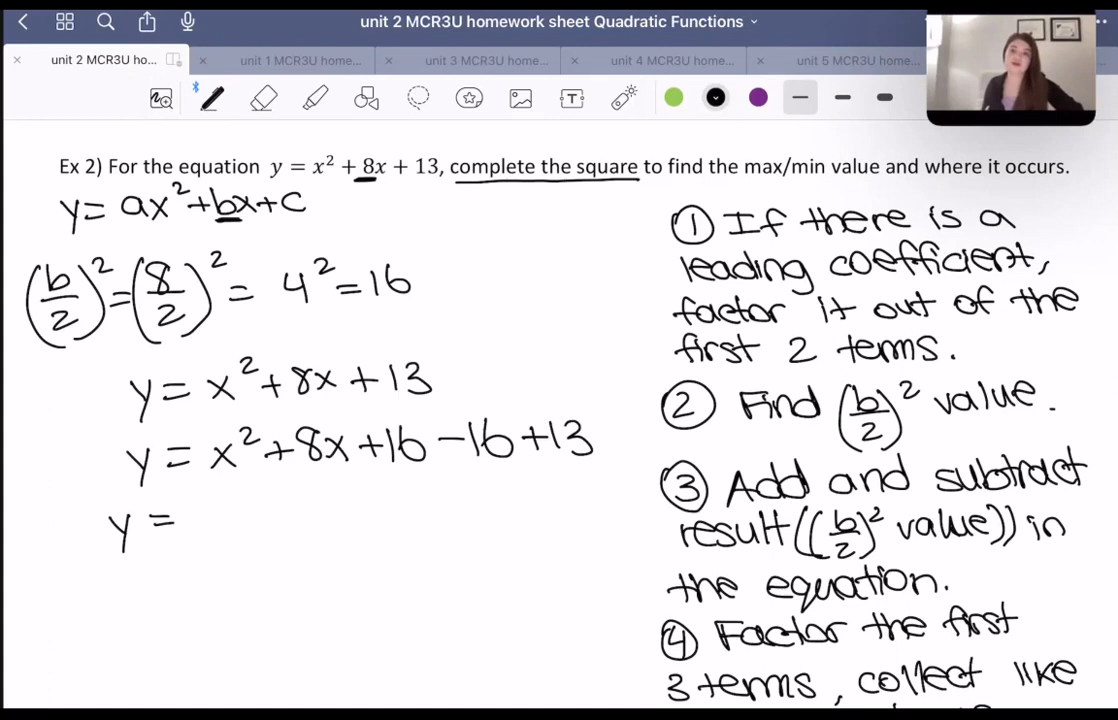 unit 2 MCR3U homework sheet Quadratic Functions
unit 2 MCR3U ho...
unit 1 MCR3U home...
unit 3 MCR3U home...
unit 4 MCR3U home...
unit 5 MCR3U home...
Ex 2) For the equation y = x² + 8x + 13, complete the square to find the max/min value and where it occurs.
y = ax² + bx + c
(b/2)² = (8/2)² = 4² = 16
y = x² + 8x + 13
y = x² + 8x + 16 - 16 + 13
y =
① If there is a
leading coefficient,
factor it out of the
first 2 terms.
② Find (b/2)² value.
③ Add and subtract
result ((b/2)² value)) in
the equation.
④ Factor the first
3 terms, collect like